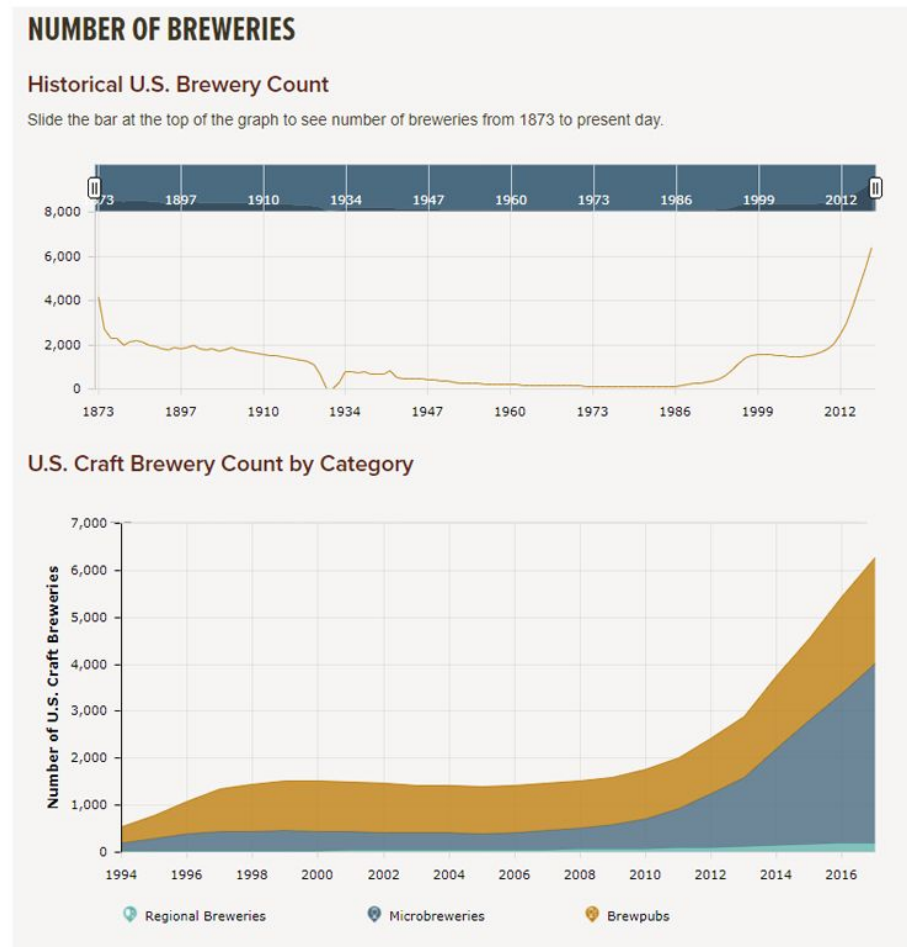 NUMBER OF BREWERIES
Historical U.S. Brewery Count
Slide the bar at the top of the graph to see number of breweries from 1873 to present day.
73 1897 1910 1934 1947 1960 1973 1986 1999 2012
8,000
6,000
4,000
2,000
0
1873 1897 1910 1934 1947 1960 1973 1986 1999 2012
U.S. Craft Brewery Count by Category
Number of U.S. Craft Breweries
7,000
6,000
5,000
4,000
3,000
2,000
1,000
0
1994 1996 1998 2000 2002 2004 2006 2008 2010 2012 2014 2016
Regional Breweries Microbreweries Brewpubs